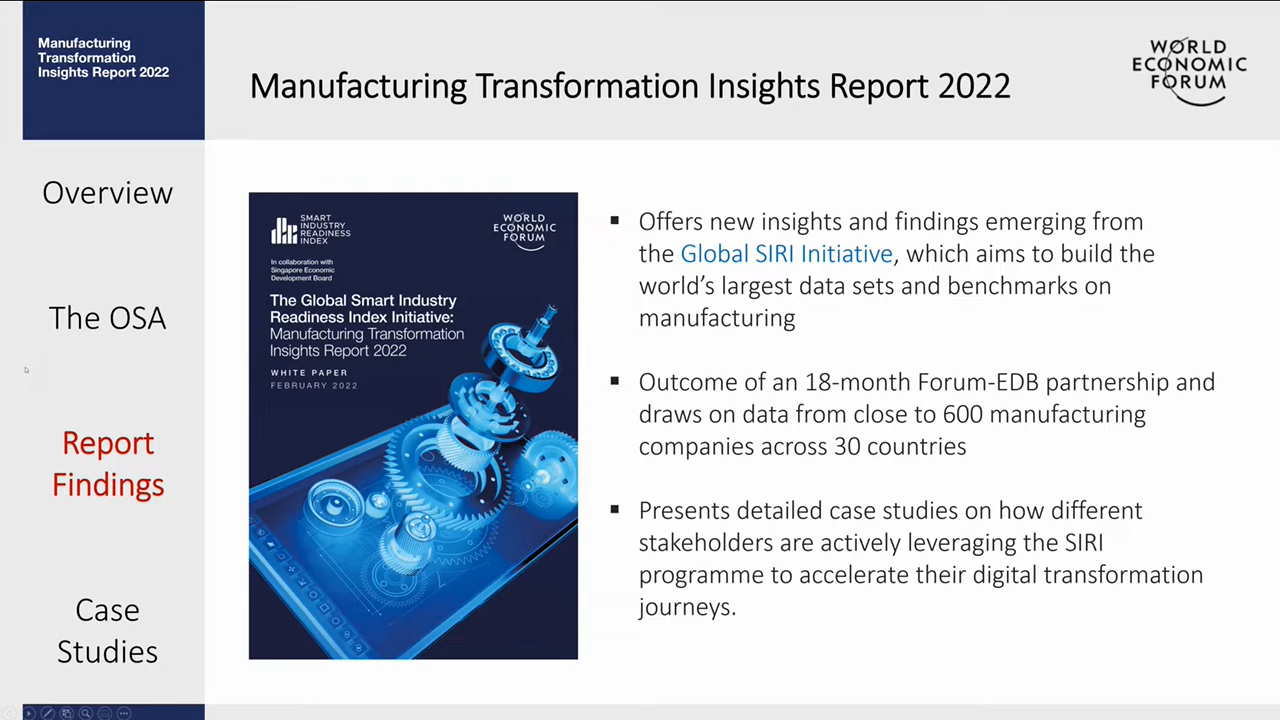 Manufacturing
Transformation
Insights Report 2022
Manufacturing Transformation Insights Report 2022
WORLD
ECONOMIC
FORUM
Overview
The OSA
Report
Findings
Case
Studies
SMART
INDUSTRY
READINESS
INDEX
WORLD
ECONOMIC
FORUM
In collaboration with
Singapore Economic
Development Board
The Global Smart Industry
Readiness Index Initiative:
Manufacturing Transformation
Insights Report 2022
WHITE PAPER
FEBRUARY 2022
▪ Offers new insights and findings emerging from
the Global SIRI Initiative, which aims to build the
world’s largest data sets and benchmarks on
manufacturing
▪ Outcome of an 18-month Forum-EDB partnership and
draws on data from close to 600 manufacturing
companies across 30 countries
▪ Presents detailed case studies on how different
stakeholders are actively leveraging the SIRI
programme to accelerate their digital transformation
journeys.